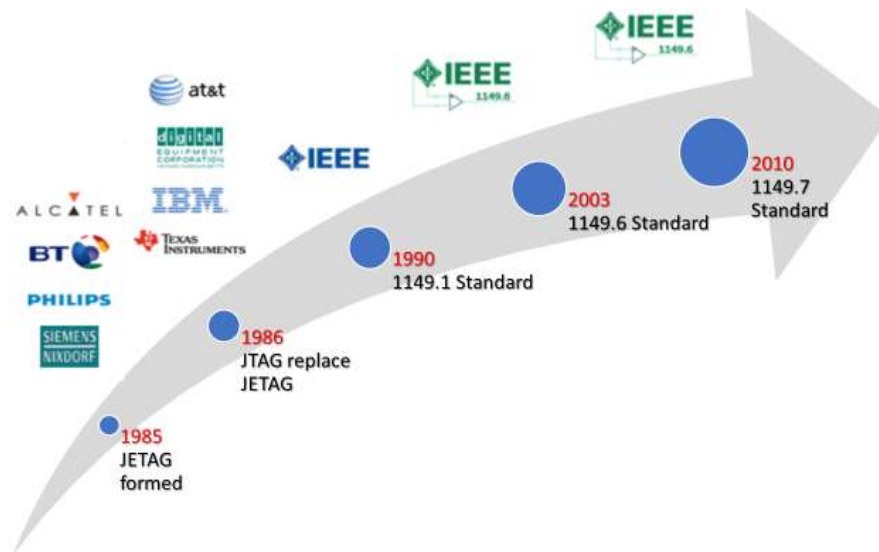 IEEE
1149.6
IEEE
1149.6
at&t
digital
EQUIPMENT
CORPORATION
IEEE
IBM
ALCATEL
TEXAS
INSTRUMENTS
BT
PHILIPS
SIEMENS
NIXDORF
2010
1149.7
Standard
2003
1149.6 Standard
1990
1149.1 Standard
1986
JTAG replace
JETAG
1985
JETAG
formed